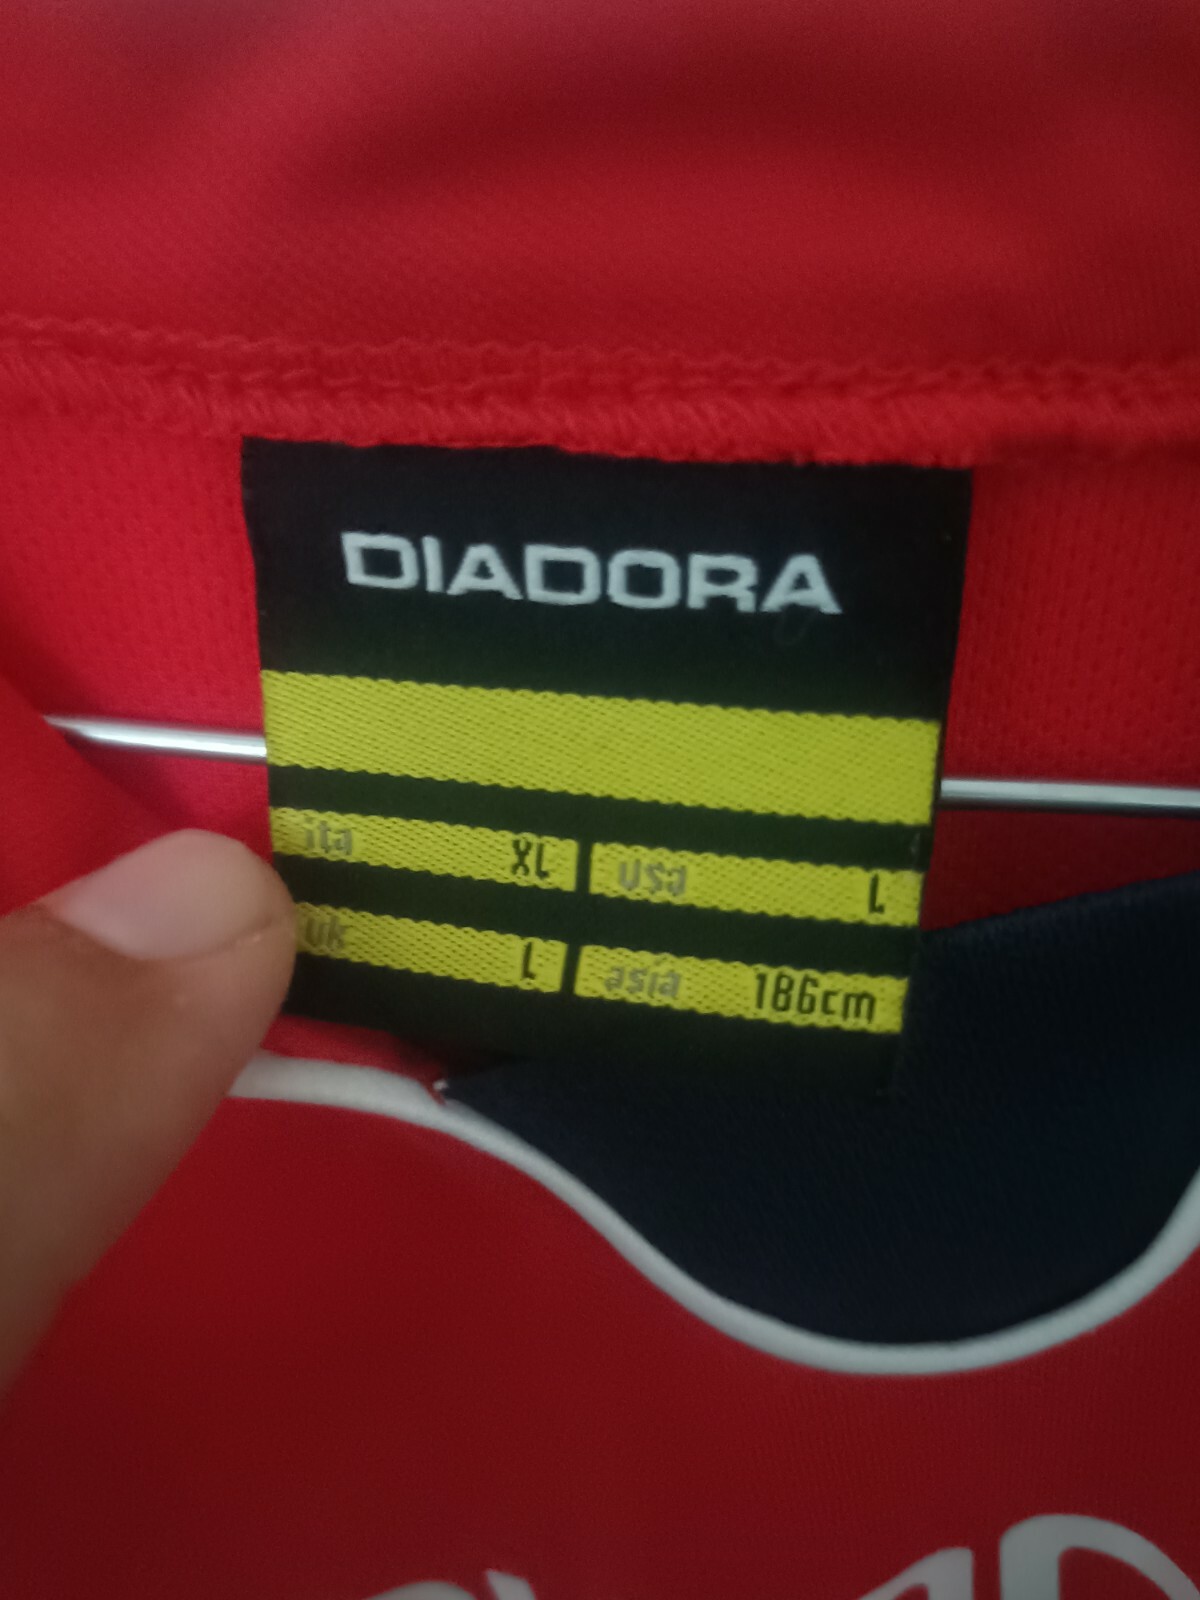 DIADORA
ita XL usa L
uk L asia 186cm